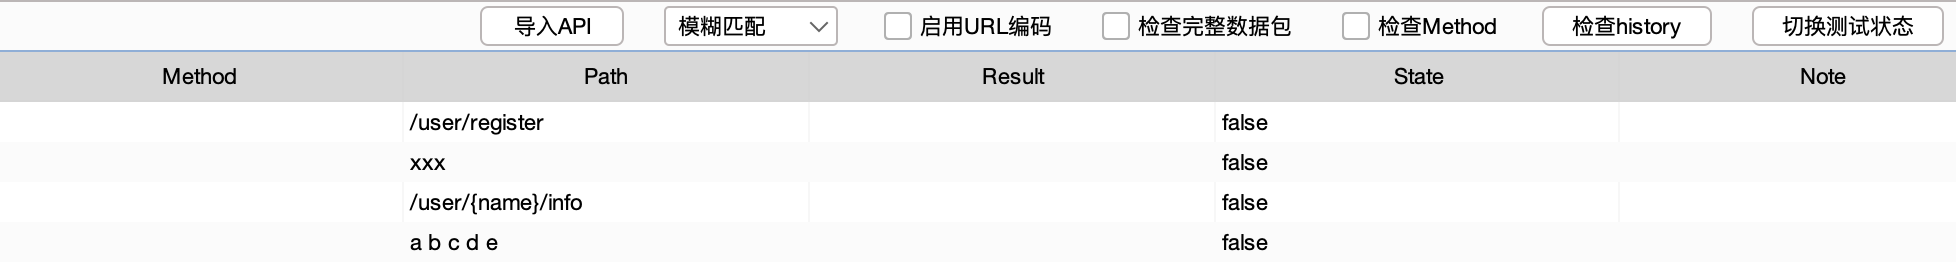 导入API 模糊匹配 启用URL编码 检查完整数据包 检查Method 检查history 切换测试状态
Method Path Result State Note
/user/register false
xxx false
/user/{name}/info false
a b c d e false